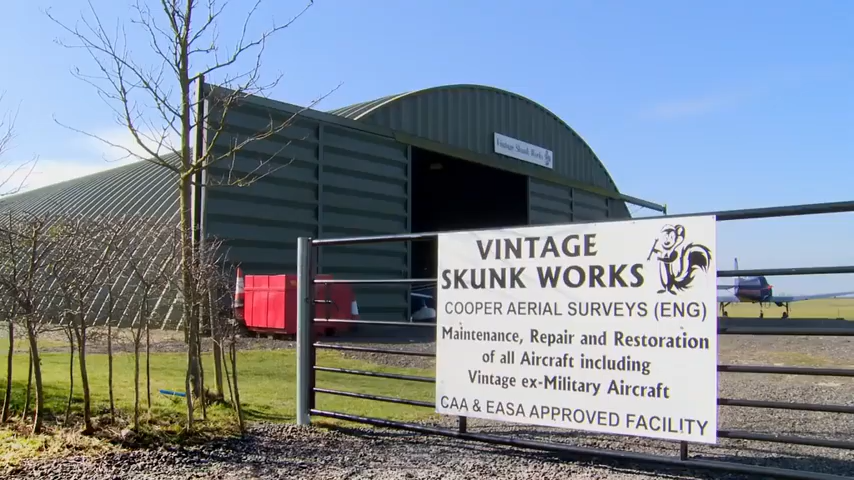 Vintage Skunk Works
VINTAGE
SKUNK WORKS
COOPER AERIAL SURVEYS (ENG)
Maintenance, Repair and Restoration
of all Aircraft including
Vintage ex-Military Aircraft
CAA & EASA APPROVED FACILITY